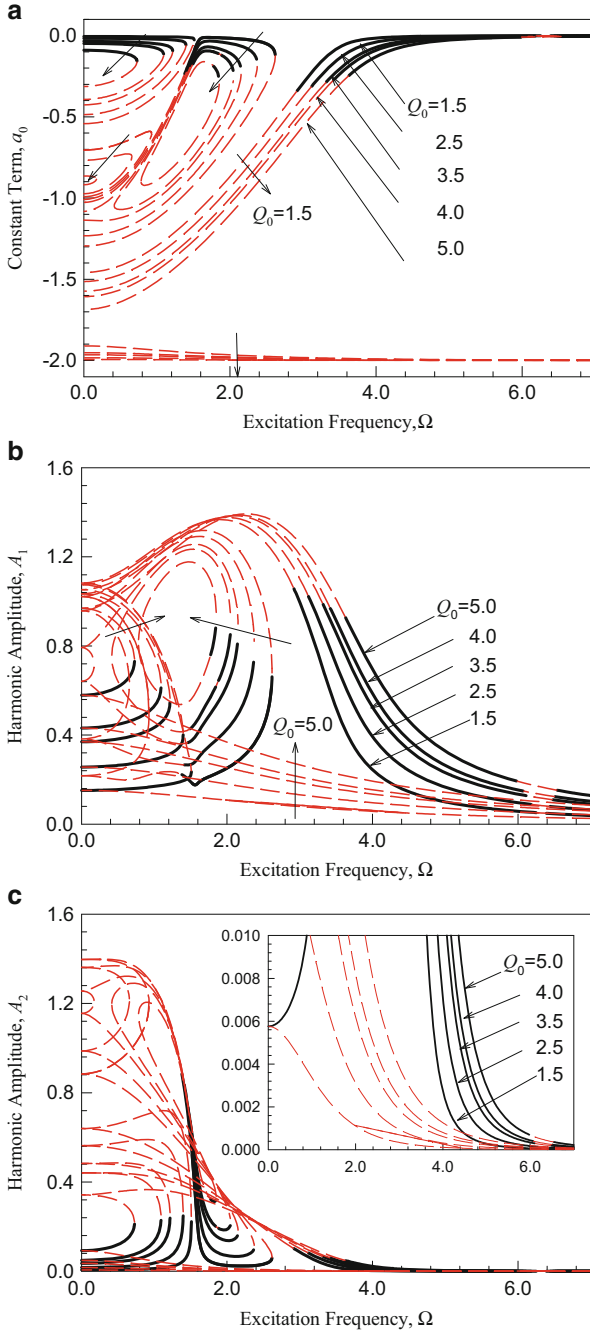 a
0.0
-0.5
-1.0
-1.5
-2.0
Constant Term, a₀
Q₀=1.5
2.5
3.5
4.0
5.0
Q₀=1.5
0.0 2.0 4.0 6.0
Excitation Frequency,Ω
b
1.6
1.2
0.8
0.4
0.0
Harmonic Amplitude, A₁
Q₀=5.0
4.0
3.5
2.5
1.5
Q₀=5.0
0.0 2.0 4.0 6.0
Excitation Frequency, Ω
c
1.6
1.2
0.8
0.4
0.0
Harmonic Amplitude, A₂
0.010
0.008
0.006
0.004
0.002
0.000
0.0 2.0 4.0 6.0
Q₀=5.0
4.0
3.5
2.5
1.5
0.0 2.0 4.0 6.0
Excitation Frequency, Ω